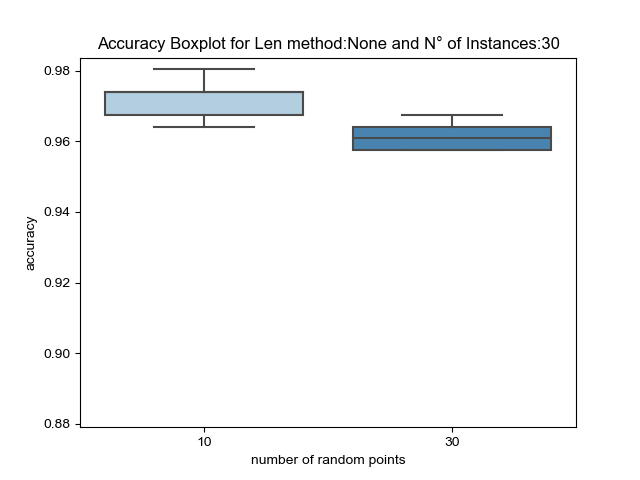 Accuracy Boxplot for Len method:None and N° of Instances:30
0.98
0.96
0.94
0.92
0.90
0.88
accuracy
10 30
number of random points